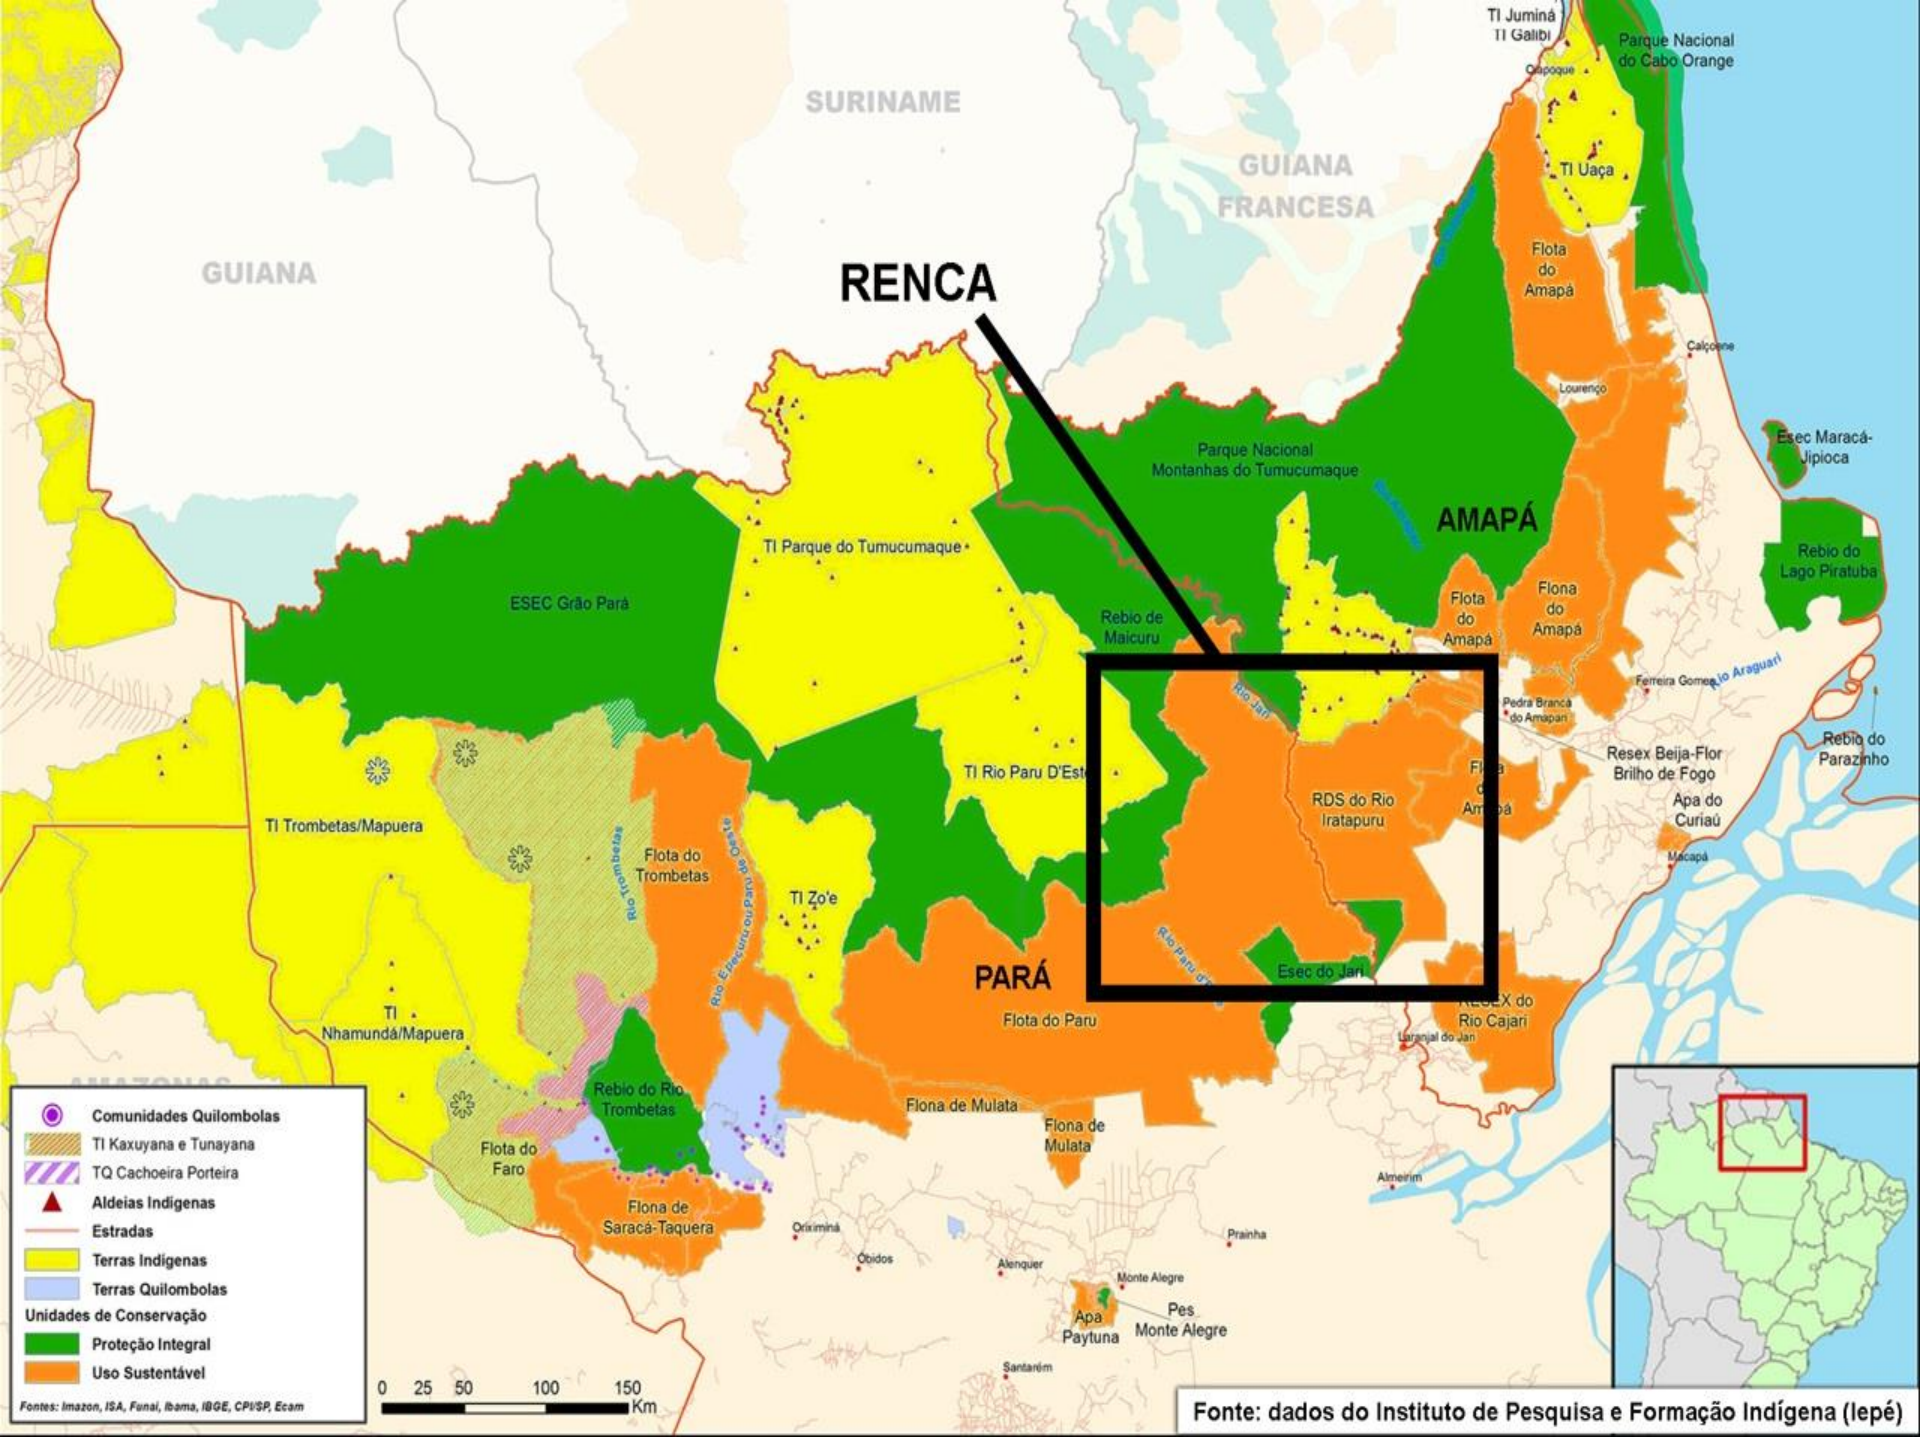 TI Juminá
TI Galibi
Parque Nacional
do Cabo Orange
Oiapoque
SURINAME
GUIANA
FRANCESA
TI Uaça
GUIANA
RENCA
Flota
do
Amapá
Calçoene
Lourenço
Parque Nacional
Montanhas do Tumucumaque
Esec Maracá-
Jipioca
AMAPÁ
TI Parque do Tumucumaque
Rebio do
Lago Piratuba
ESEC Grão Pará
Rebio de
Maicuru
Flota
do
Amapá
Flona
do
Amapá
Rio Araguari
Ferreira Gomes
Rio Jari
Pedra Branca
do Amapari
Rebio do
Parazinho
Resex Beija-Flor
Brilho de Fogo
TI Rio Paru D'Este
RDS do Rio
Iratapuru
Apa do
Curiaú
Macapá
TI Trombetas/Mapuera
Rio Trombetas
Flota do
Trombetas
Rio Erepecuru ou Paru de Oeste
TI Zo'e
PARÁ
Rio Paru d'
Esec do Jari
TI
Nhamundá/Mapuera
Flota do Paru
RESEX do
Rio Cajari
Laranjal do Jari
AMAZONAS
Rebio do Rio
Trombetas
Flona de Mulata
Flona de
Mulata
Flota do
Faro
Almeirim
Flona de
Saracá-Taquera
Oriximiná
Óbidos
Alenquer
Prainha
Monte Alegre
Apa
Paytuna
Pes
Monte Alegre
Santarém
Comunidades Quilombolas
TI Kaxuyana e Tunayana
TQ Cachoeira Porteira
Aldeias Indígenas
Estradas
Terras Indígenas
Terras Quilombolas
Unidades de Conservação
Proteção Integral
Uso Sustentável
Fontes: Imazon, ISA, Funai, Ibama, IBGE, CPI/SP, Ecam
0 25 50 100 150
Km
Fonte: dados do Instituto de Pesquisa e Formação Indígena (Iepé)